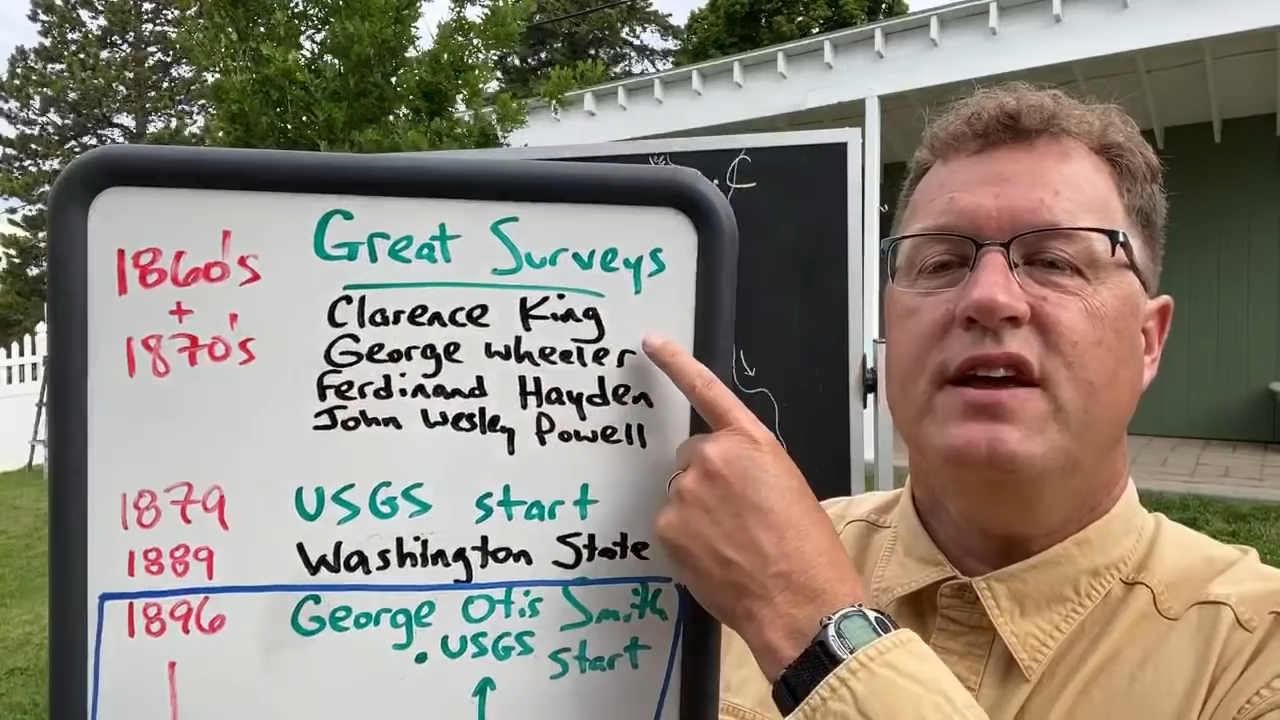 Great Surveys
1860's
+
1870's
Clarence King
George Wheeler
Ferdinand Hayden
John Wesley Powell
1879 USGS start
1889 Washington State
1896 George Otis Smith
. USGS start